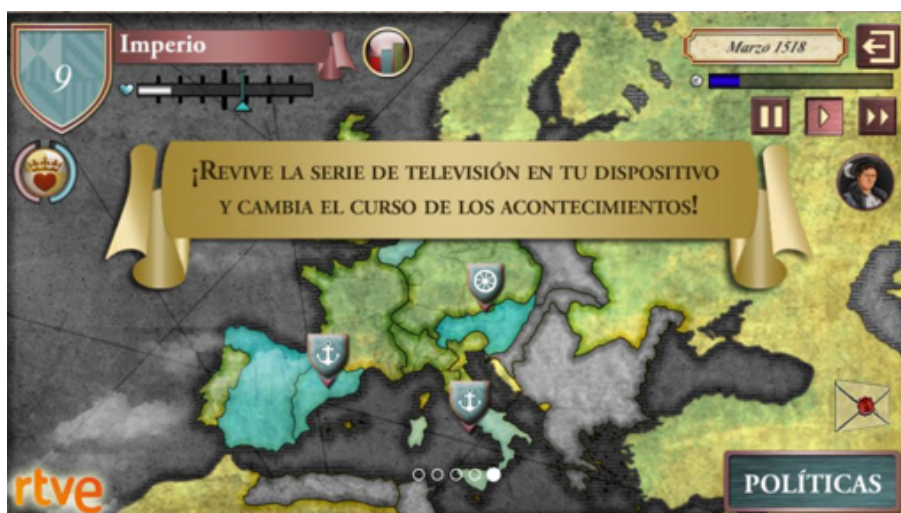 9
Imperio
Marzo 1518
¡REVIVE LA SERIE DE TELEVISIÓN EN TU DISPOSITIVO
Y CAMBIA EL CURSO DE LOS ACONTECIMIENTOS!
rtve
POLÍTICAS